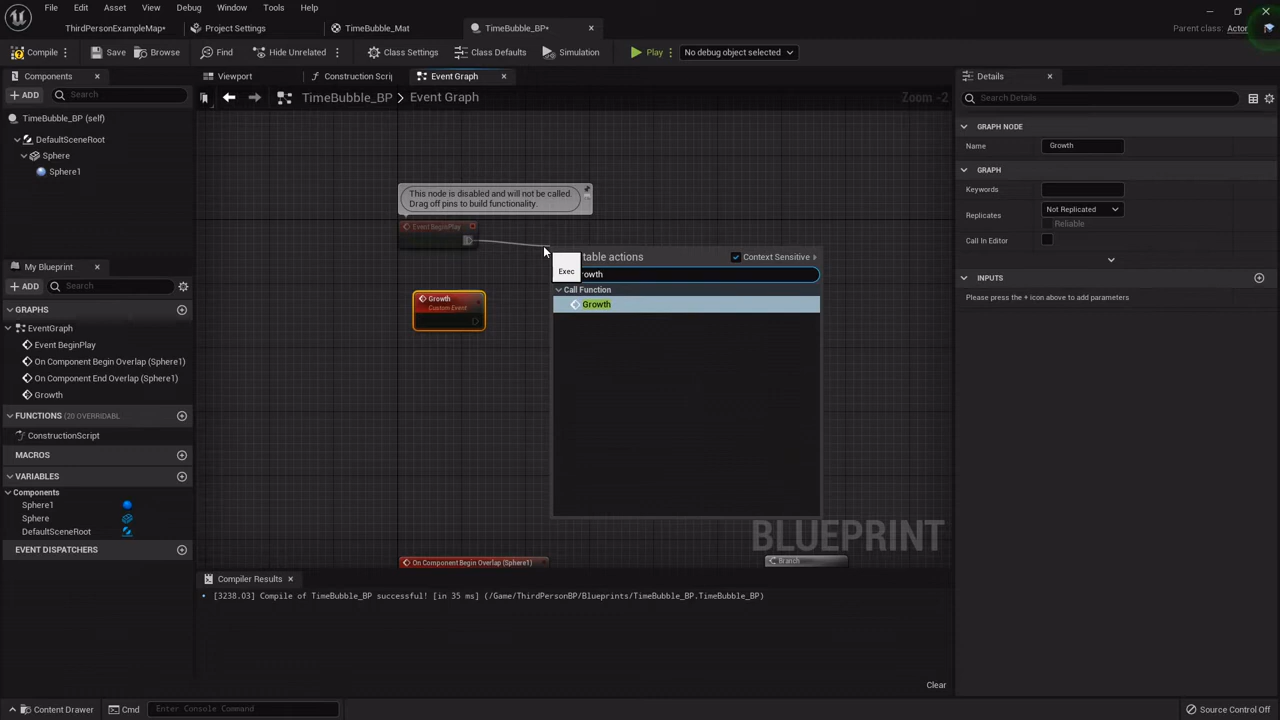 File
Edit
Asset
View
Debug
Window
Tools
Help
ThirdPersonExampleMap*
Project Settings
TimeBubble_Mat
TimeBubble_BP*
Parent class:
Actor
Compile
Save
Browse
Find
Hide Unrelated
Class Settings
Class Defaults
Simulation
Play
No debug object selected
Components
Viewport
Construction Scrip
Event Graph
Details
ADD
Search
TimeBubble_BP > Event Graph
Zoom -2
Search Details
TimeBubble_BP (self)
DefaultSceneRoot
Sphere
Sphere1
GRAPH NODE
Name
Growth
GRAPH
Keywords
Replicates
Not Replicated
Reliable
Call In Editor
INPUTS
Please press the + icon above to add parameters
This node is disabled and will not be called.
Drag off pins to build functionality.
Event BeginPlay
Growth
Custom Event
table actions
Context Sensitive
Exec
rowth
Call Function
Growth
My Blueprint
ADD
Search
GRAPHS
EventGraph
Event BeginPlay
On Component Begin Overlap (Sphere1)
On Component End Overlap (Sphere1)
Growth
FUNCTIONS (20 OVERRIDABL
ConstructionScript
MACROS
VARIABLES
Components
Sphere1
Sphere
DefaultSceneRoot
EVENT DISPATCHERS
BLUEPRINT
On Component Begin Overlap (Sphere1)
Branch
Compiler Results
[3238.03] Compile of TimeBubble_BP successful! [in 35 ms] (/Game/ThirdPersonBP/Blueprints/TimeBubble_BP.TimeBubble_BP)
Clear
Content Drawer
Cmd
Enter Console Command
Source Control Off